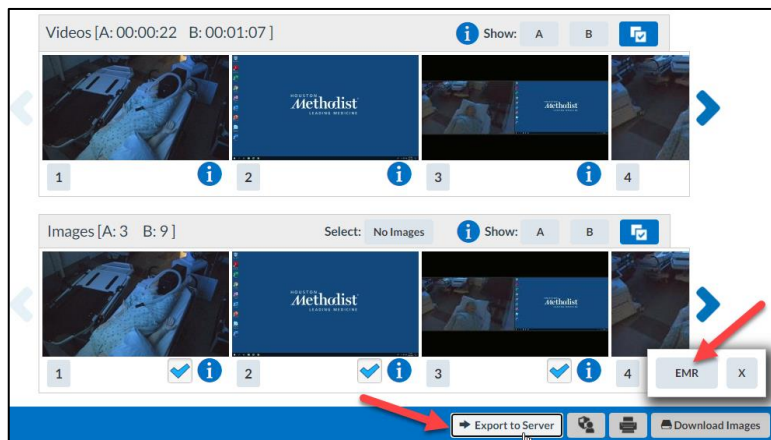 Videos [A: 00:00:22 B: 00:01:07 ] Show: A B
HOUSTON
Methodist
LEADING MEDICINE
Methodist
1 2 3 4
Images [A: 3 B: 9 ] Select: No Images Show: A B
HOUSTON
Methodist
LEADING MEDICINE
Methodist
1 2 3 4 EMR X
Export to Server Download Images